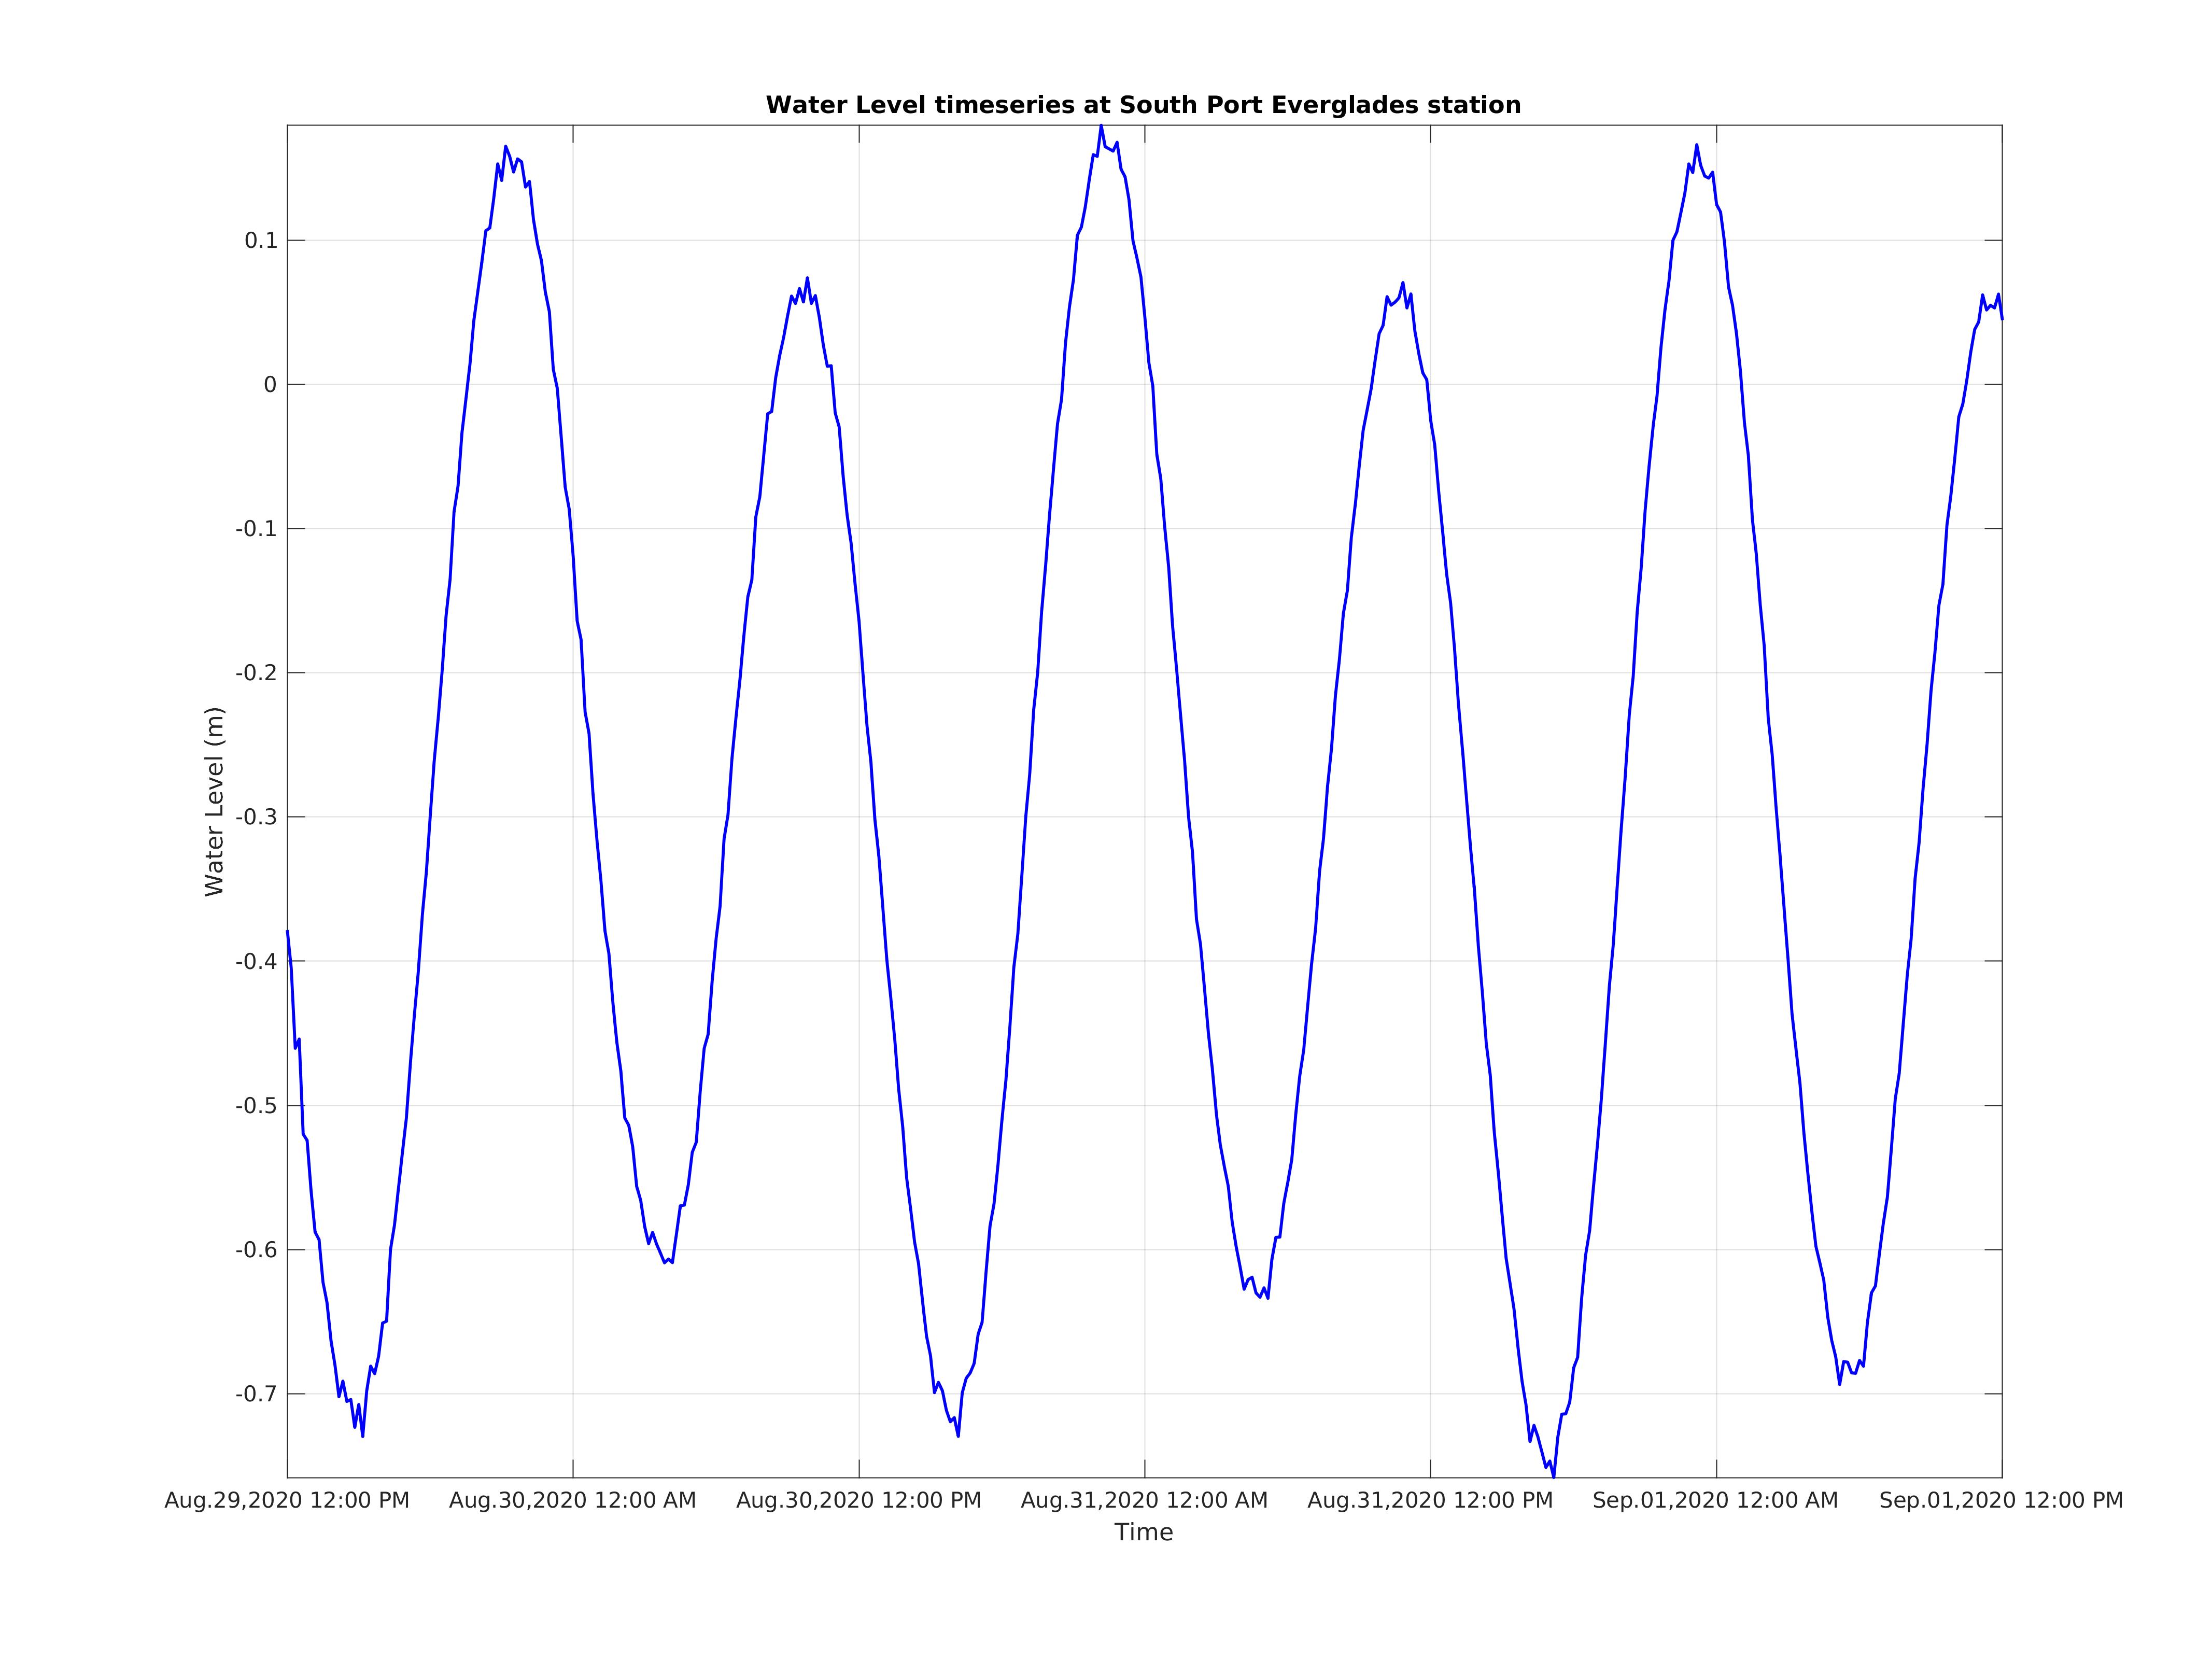 Water Level timeseries at South Port Everglades station
0.1
0
-0.1
-0.2
-0.3
-0.4
-0.5
-0.6
-0.7
Water Level (m)
Aug.29,2020 12:00 PM Aug.30,2020 12:00 AM Aug.30,2020 12:00 PM Aug.31,2020 12:00 AM Aug.31,2020 12:00 PM Sep.01,2020 12:00 AM Sep.01,2020 12:00 PM
Time